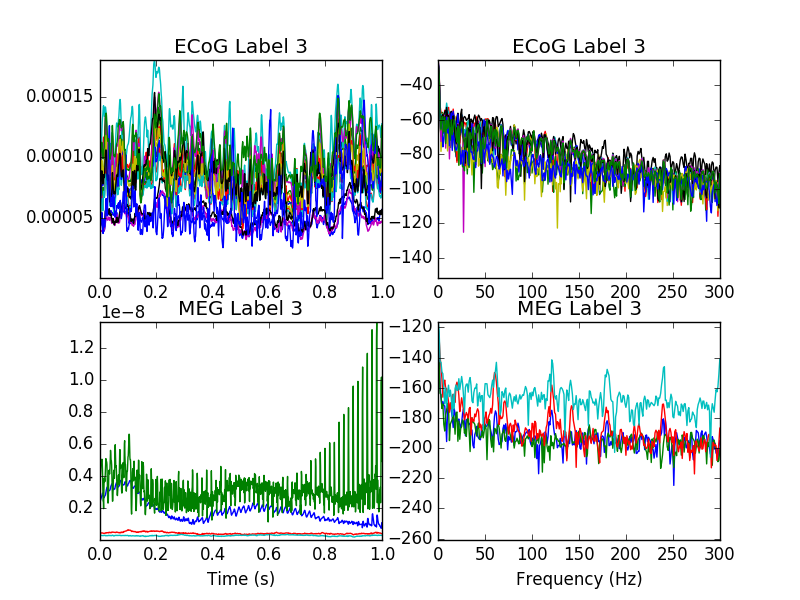 ECoG Label 3
0.00015
0.00010
0.00005
0.0 0.2 0.4 0.6 0.8 1.0
ECoG Label 3
−40
−60
−80
−100
−120
−140
0 50 100 150 200 250 300
MEG Label 3
1e−8
1.2
1.0
0.8
0.6
0.4
0.2
0.0 0.2 0.4 0.6 0.8 1.0
Time (s)
MEG Label 3
−120
−140
−160
−180
−200
−220
−240
−260
0 50 100 150 200 250 300
Frequency (Hz)